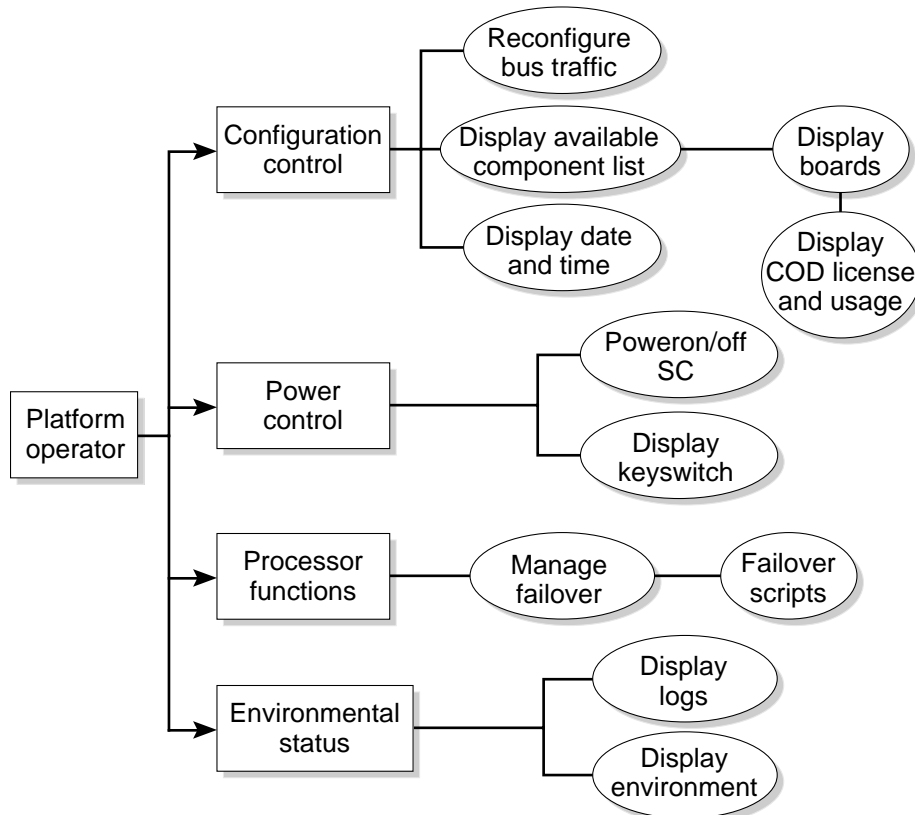 Reconfigure
bus traffic
Configuration
control
Display available
component list
Display
boards
Display date
and time
Display
COD license
and usage
Platform
operator
Power
control
Poweron/off
SC
Display
keyswitch
Processor
functions
Manage
failover
Failover
scripts
Environmental
status
Display
logs
Display
environment